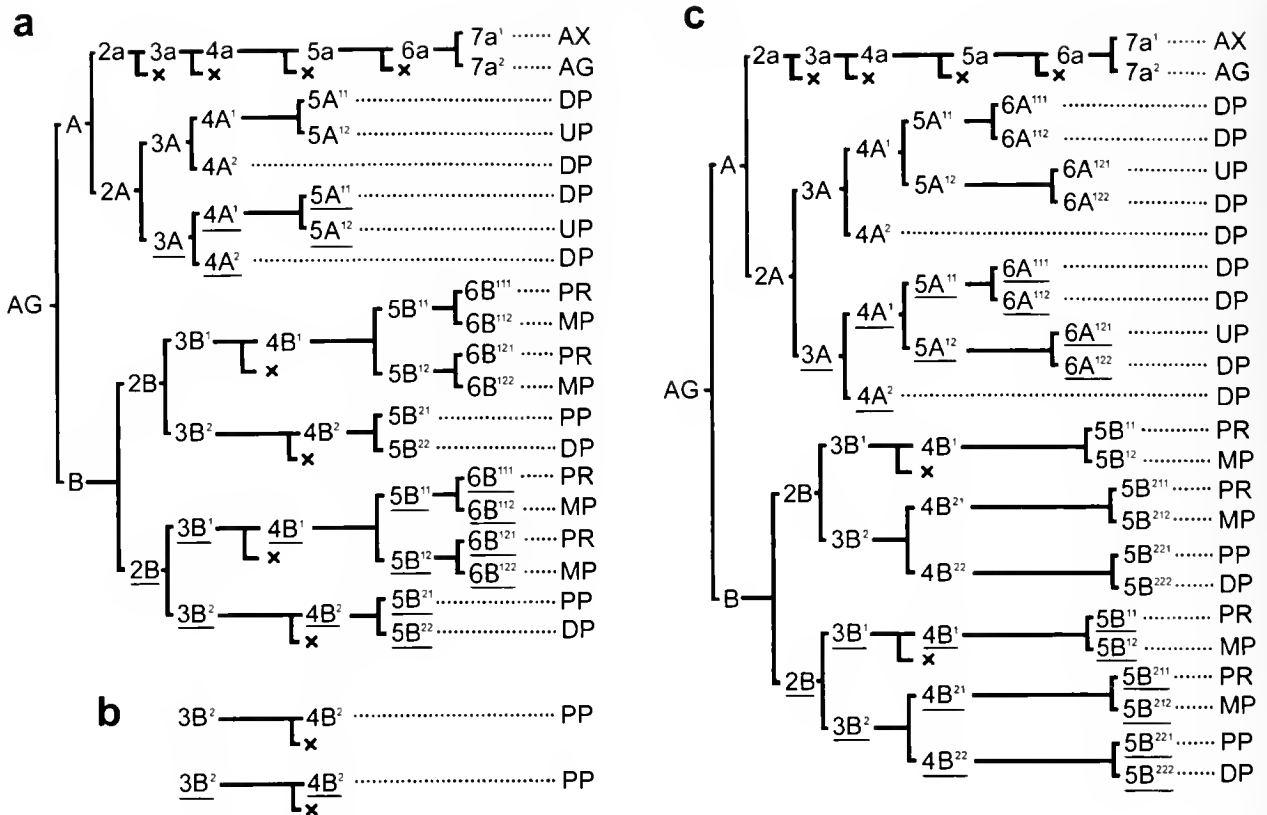 a
2a 3a 4a 5a 6a 7a¹ AX
× × × × 7a² AG
A
5A¹¹ DP
4A¹
5A¹² UP
3A
4A² DP
2A
5A¹¹ DP
4A¹
5A¹² UP
3A
4A² DP
AG
6B¹¹¹ PR
5B¹¹
6B¹¹² MP
3B¹ 4B¹
×
6B¹²¹ PR
5B¹²
6B¹²² MP
2B
5B²¹ PP
3B² 4B²
×
5B²² DP
B
6B¹¹¹ PR
5B¹¹
6B¹¹² MP
3B¹ 4B¹
×
6B¹²¹ PR
5B¹²
6B¹²² MP
2B
5B²¹ PP
3B² 4B²
×
5B²² DP
b
3B² 4B² PP
×
3B² 4B² PP
×
c
2a 3a 4a 5a 6a 7a¹ AX
× × × × 7a² AG
A
6A¹¹¹ DP
5A¹¹
6A¹¹² DP
4A¹
6A¹²¹ UP
5A¹²
6A¹²² DP
3A
4A² DP
2A
6A¹¹¹ DP
5A¹¹
6A¹¹² DP
4A¹
6A¹²¹ UP
5A¹²
6A¹²² DP
3A
4A² DP
AG
5B¹¹ PR
3B¹ 4B¹
×
5B¹² MP
2B
5B²¹¹ PR
4B²¹
5B²¹² MP
3B²
5B²²¹ PP
4B²²
5B²²² DP
B
5B¹¹ PR
3B¹ 4B¹
×
5B¹² MP
2B
5B²¹¹ PR
4B²¹
5B²¹² MP
3B²
5B²²¹ PP
4B²²
5B²²² DP